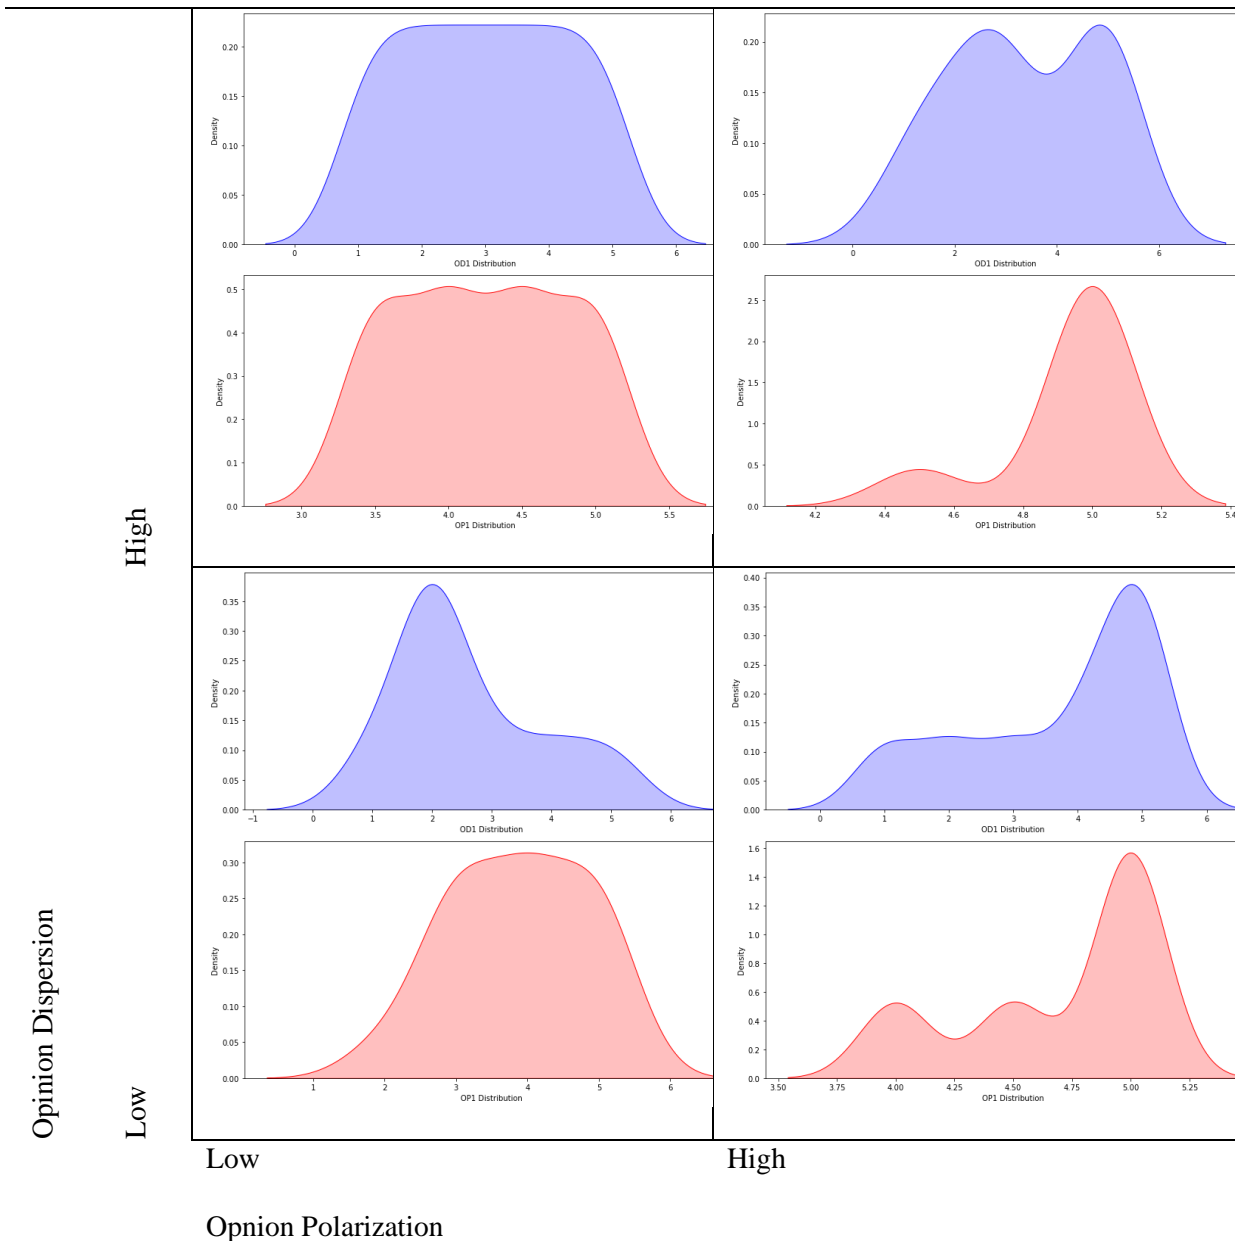 Opinion Dispersion
High
0.20
0.15
0.10
0.05
0.00
Density
0 1 2 3 4 5 6
OD1 Distribution
0.5
0.4
0.3
0.2
0.1
0.0
Density
3.0 3.5 4.0 4.5 5.0 5.5
OP1 Distribution
0.20
0.15
0.10
0.05
0.00
Density
0 2 4 6
OD1 Distribution
2.5
2.0
1.5
1.0
0.5
0.0
Density
4.2 4.4 4.6 4.8 5.0 5.2 5.4
OP1 Distribution
Low
0.35
0.30
0.25
0.20
0.15
0.10
0.05
0.00
Density
−1 0 1 2 3 4 5 6
OD1 Distribution
0.30
0.25
0.20
0.15
0.10
0.05
0.00
Density
1 2 3 4 5 6
OP1 Distribution
0.40
0.35
0.30
0.25
0.20
0.15
0.10
0.05
0.00
Density
0 1 2 3 4 5 6
OD1 Distribution
1.6
1.4
1.2
1.0
0.8
0.6
0.4
0.2
0.0
Density
3.50 3.75 4.00 4.25 4.50 4.75 5.00 5.25
OP1 Distribution
Low High
Opnion Polarization